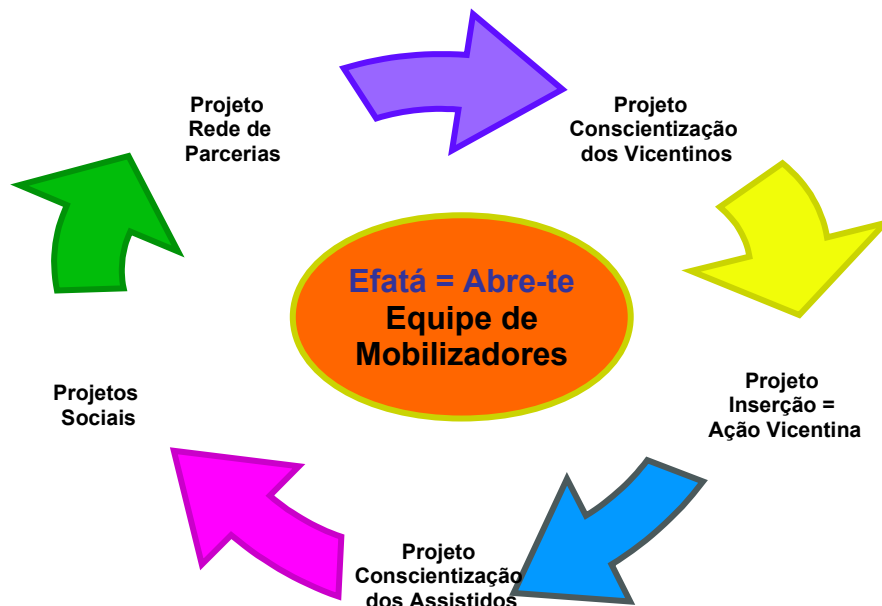 Projeto
Rede de
Parcerias
Projeto
Conscientização
dos Vicentinos
Efatá = Abre-te
Equipe de
Mobilizadores
Projetos
Sociais
Projeto
Inserção =
Ação Vicentina
Projeto
Conscientização
dos Assistidos